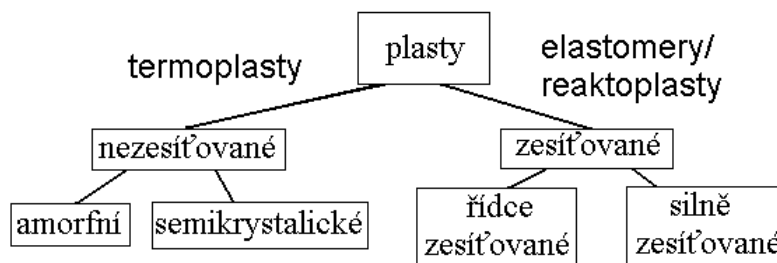 plasty
termoplasty
elastomery/
reaktoplasty
nezesíťované
zesíťované
amorfní
semikrystalické
řídce
zesíťované
silně
zesíťované